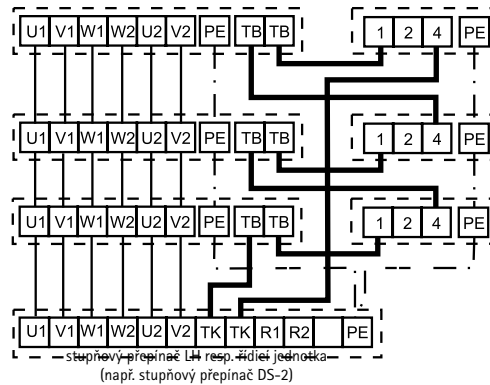 U1 V1 W1 W2 U2 V2 PE TB TB 1 2 4 PE
U1 V1 W1 W2 U2 V2 PE TB TB 1 2 4 PE
U1 V1 W1 W2 U2 V2 PE TB TB 1 2 4 PE
U1 V1 W1 W2 U2 V2 TK TK R1 R2 PE
stupňový přepínač LH resp. řídicí jednotka
(např. stupňový přepínač DS-2)